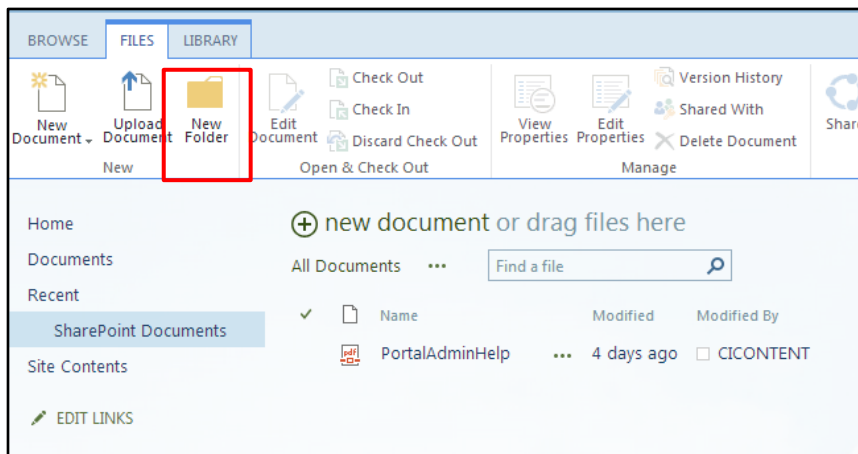 BROWSE FILES LIBRARY
New Document
Upload Document
New Folder
New
Edit Document
Check Out
Check In
Discard Check Out
Open & Check Out
View Properties
Edit Properties
Version History
Shared With
Delete Document
Manage
Share
Home
Documents
Recent
SharePoint Documents
Site Contents
EDIT LINKS
new document or drag files here
All Documents ... Find a file
Name Modified Modified By
pdf PortalAdminHelp ... 4 days ago CICONTENT